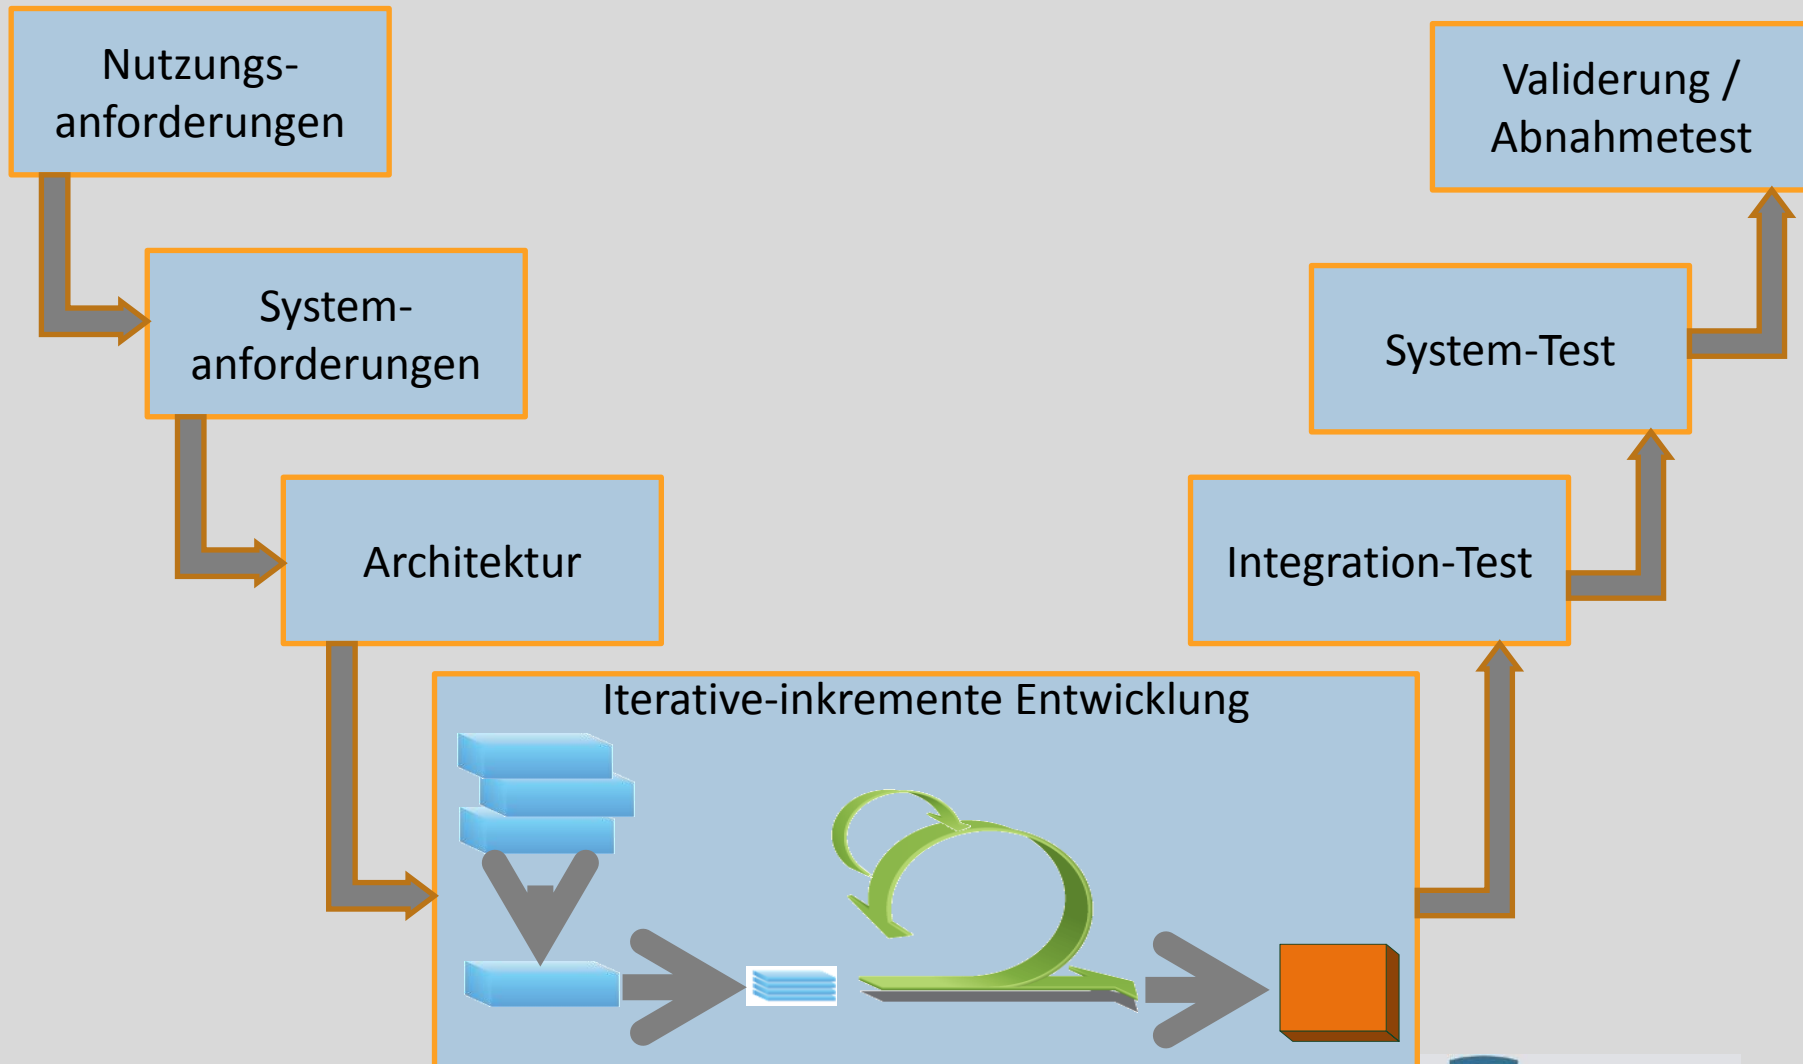 Nutzungs-
anforderungen
Validerung /
Abnahmetest
System-
anforderungen
System-Test
Architektur
Integration-Test
Iterative-inkremente Entwicklung